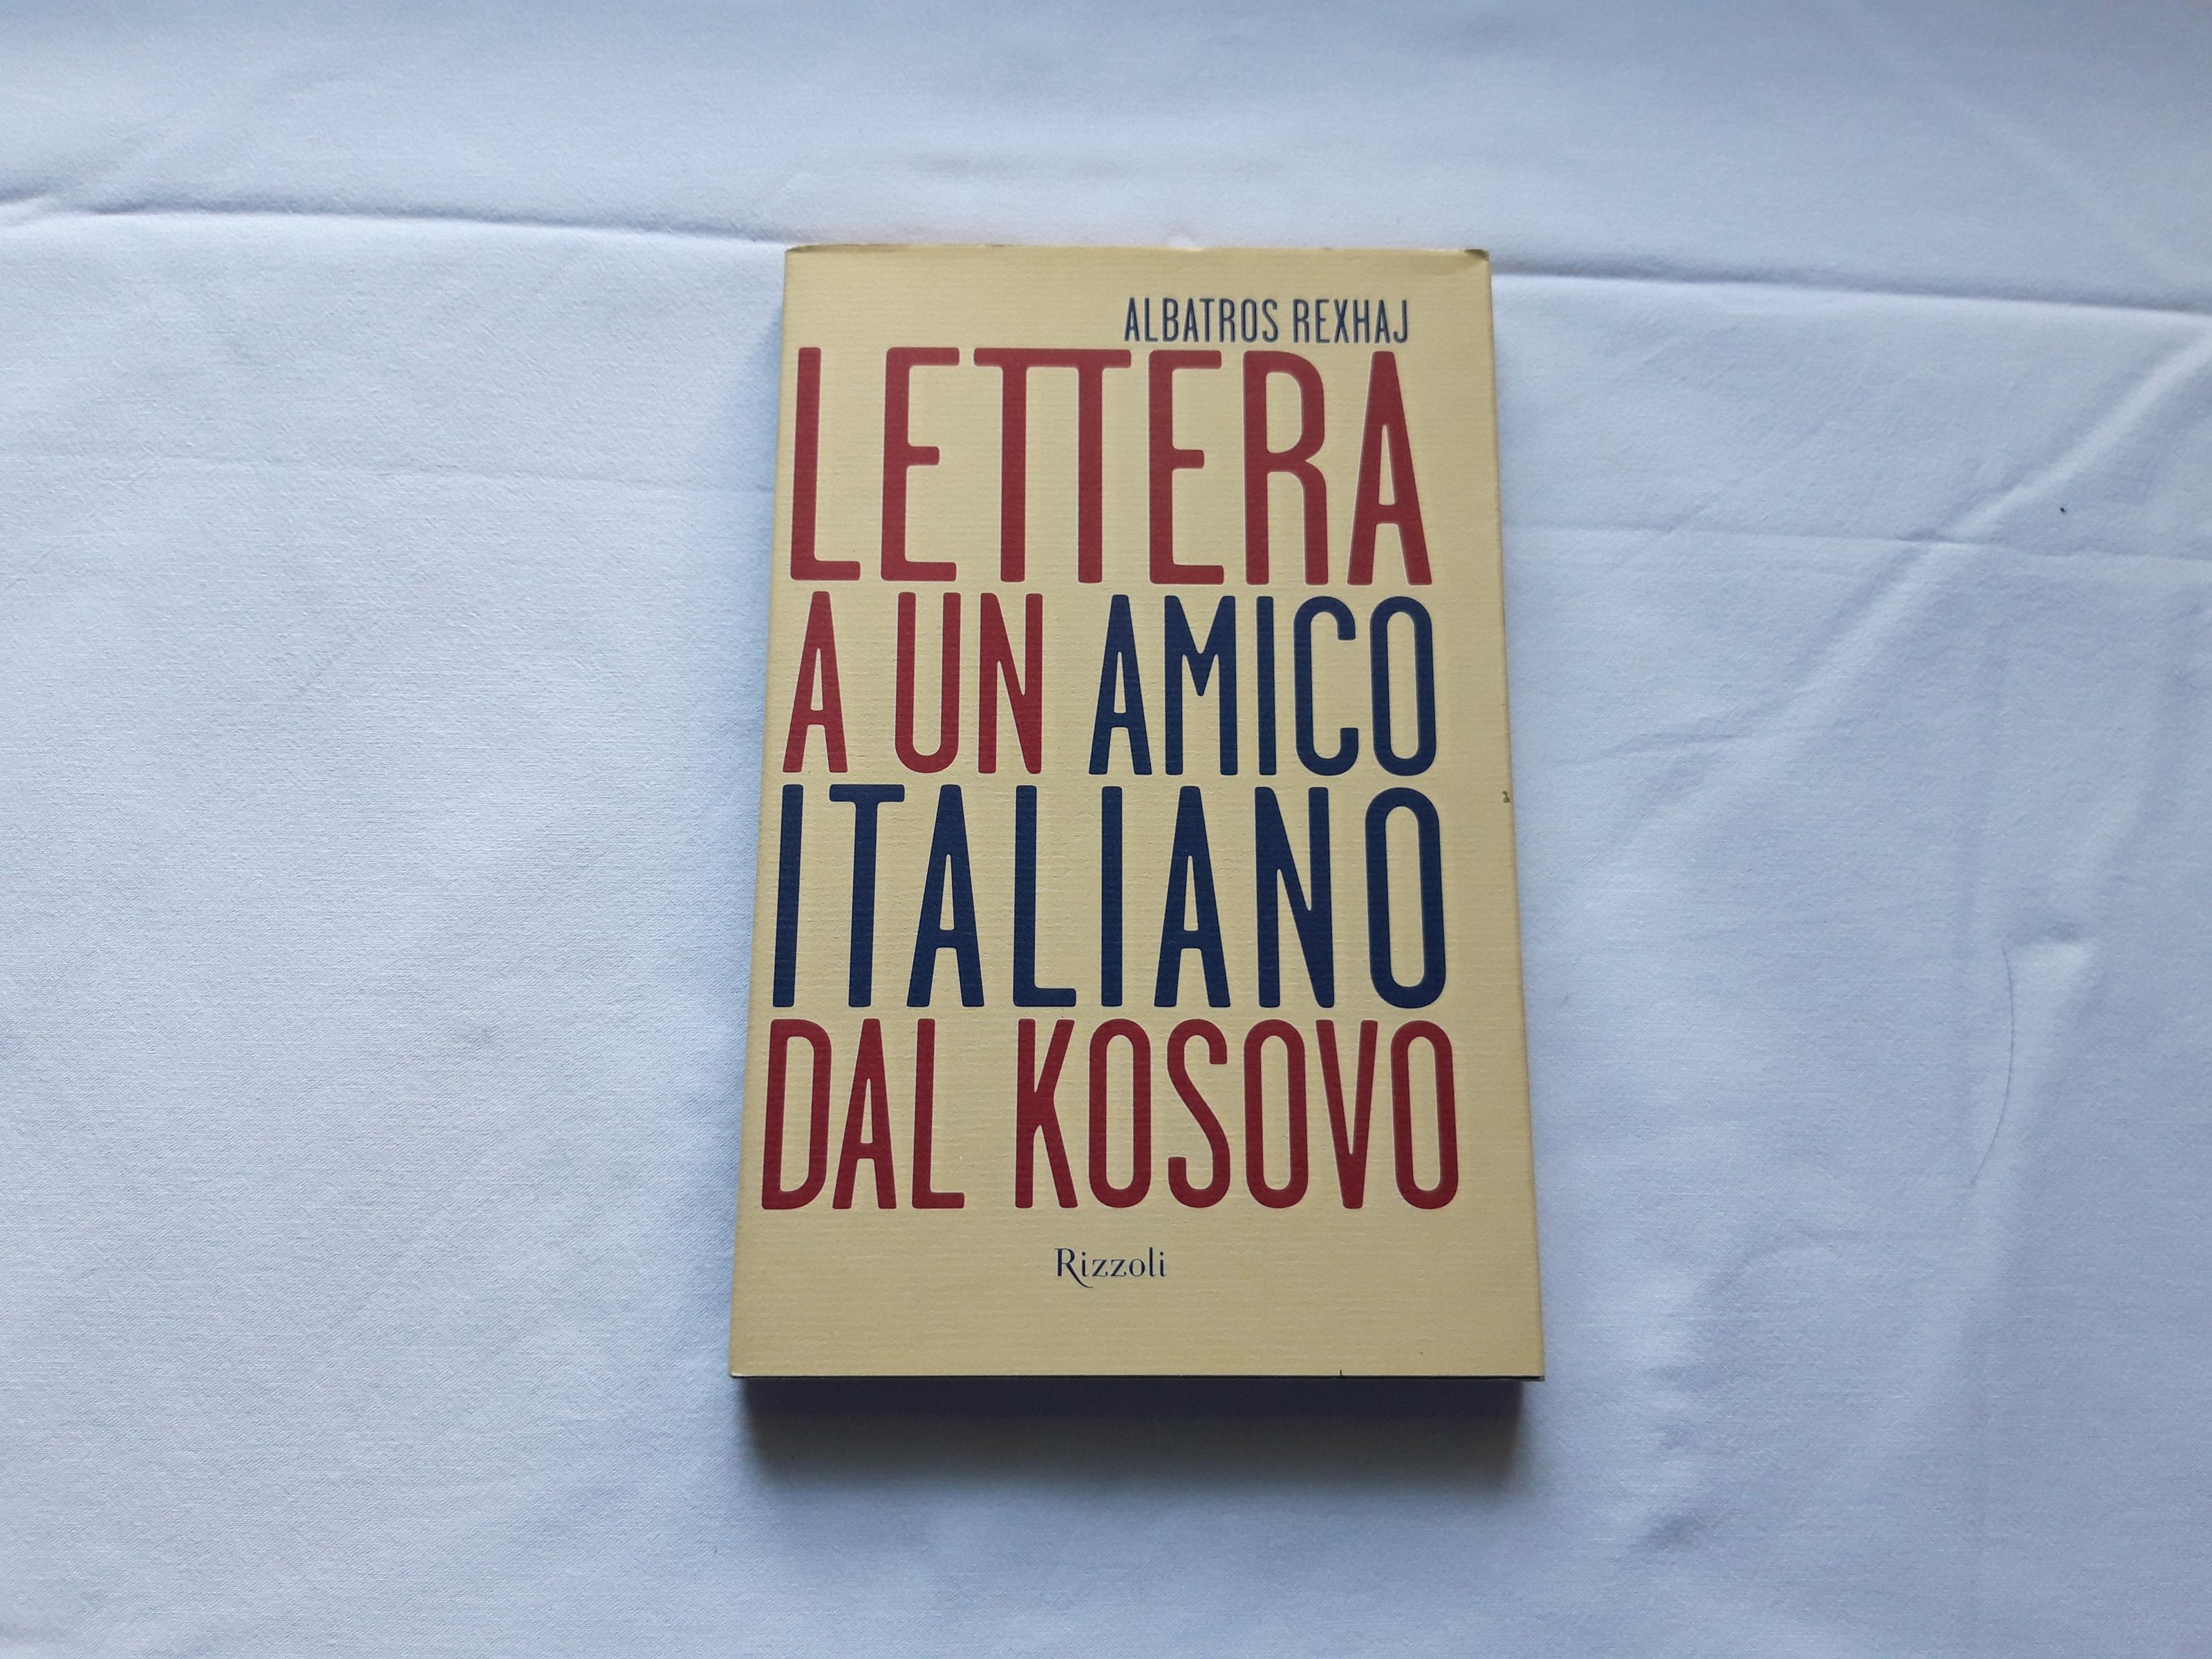 ALBATROS REXHAJ
LETTERA
A UN AMICO
ITALIANO
DAL KOSOVO
Rizzoli